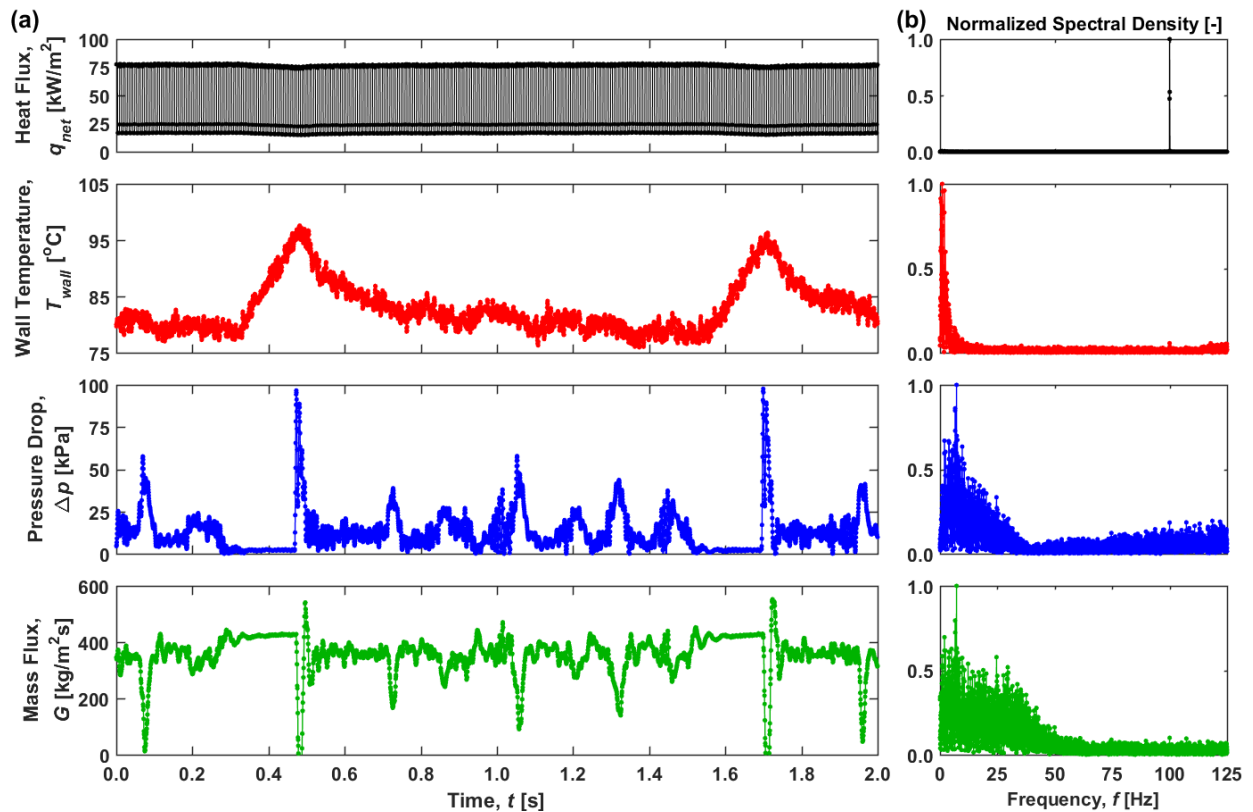 (a)
Heat Flux,
q_net [kW/m²]
100
75
50
25
0
Wall Temperature,
T_wall [°C]
105
95
85
75
Pressure Drop,
Δp [kPa]
100
75
50
25
0
Mass Flux,
G [kg/m²s]
600
400
200
0
0.0 0.2 0.4 0.6 0.8 1.0 1.2 1.4 1.6 1.8 2.0
Time, t [s]
(b)
Normalized Spectral Density [-]
1.0
0.5
0.0
1.0
0.5
0.0
1.0
0.5
0.0
1.0
0.5
0.0
0 25 50 75 100 125
Frequency, f [Hz]